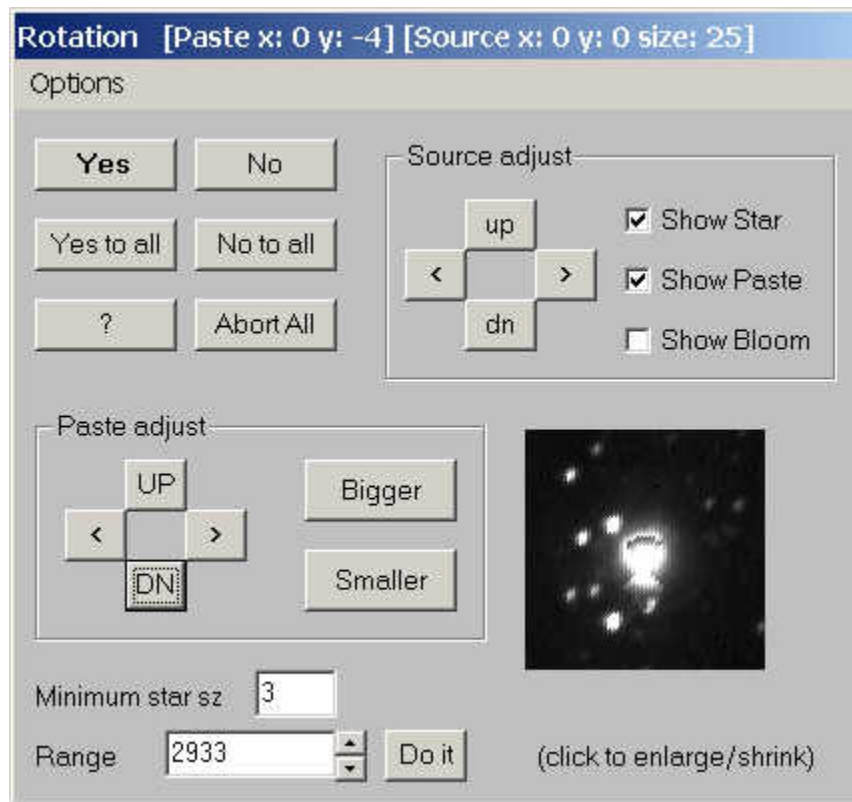 Rotation [Paste x: 0 y: -4] [Source x: 0 y: 0 size: 25]
Options
Yes No
Yes to all No to all
? Abort All
Source adjust
up
< >
dn
Show Star
Show Paste
Show Bloom
Paste adjust
UP
< >
DN
Bigger
Smaller
Minimum star sz 3
Range 2933 Do it
(click to enlarge/shrink)